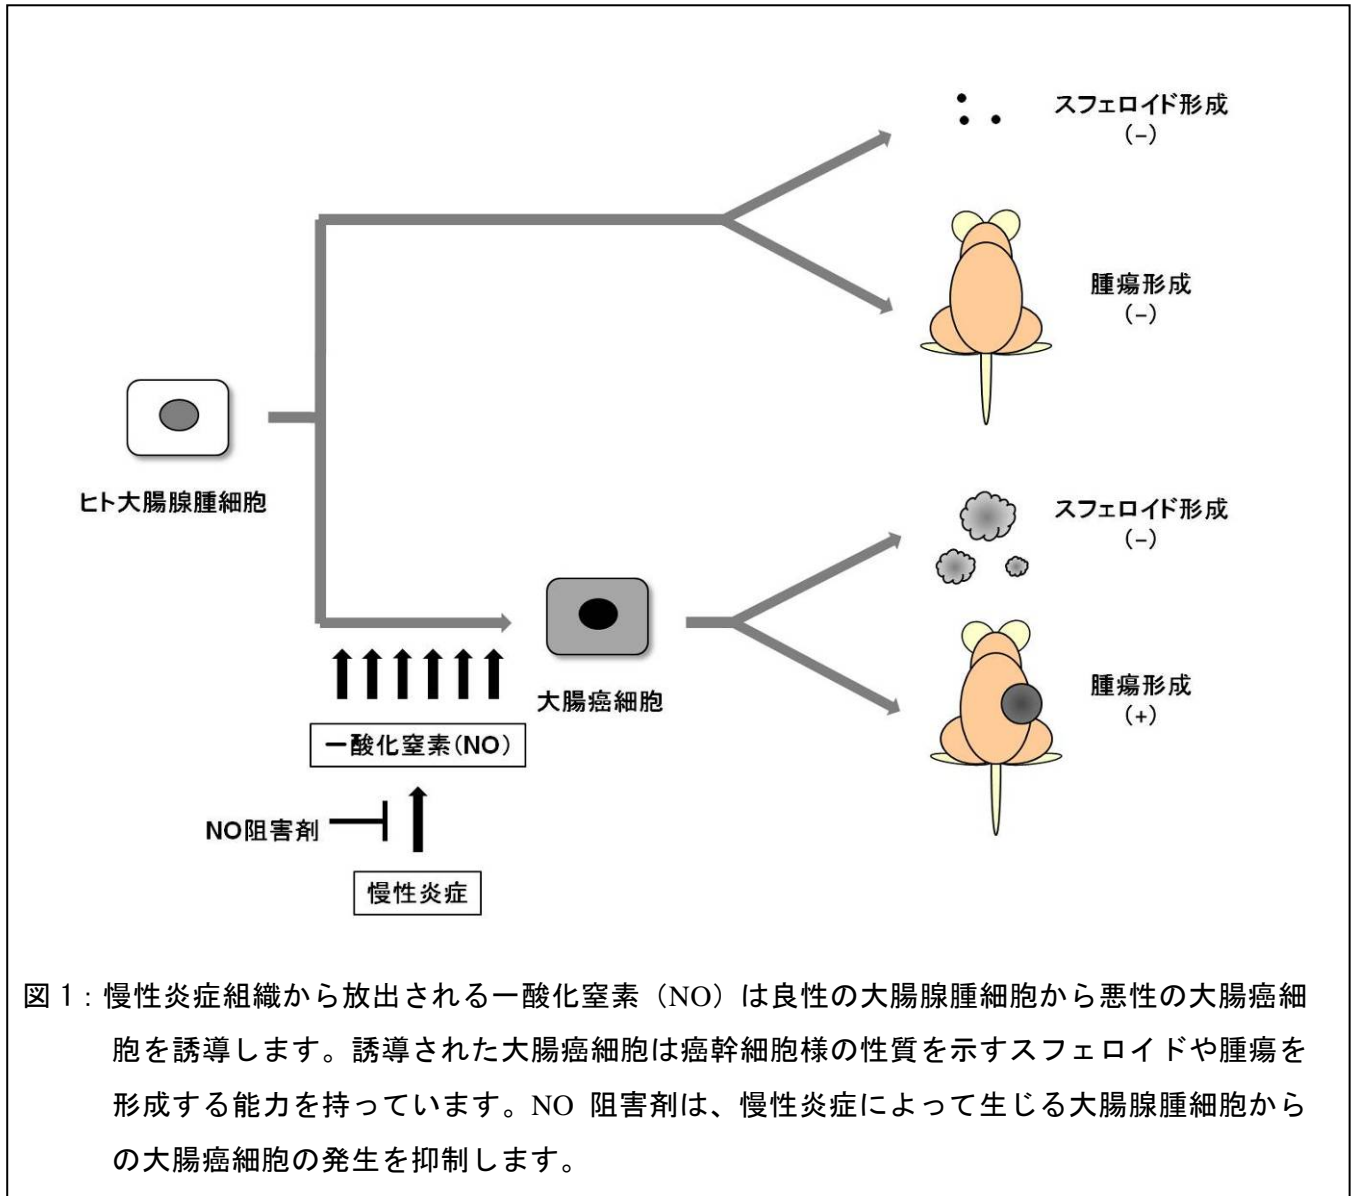 スフェロイド形成
(−)
腫瘍形成
(−)
ヒト大腸腺腫細胞
スフェロイド形成
(−)
大腸癌細胞
腫瘍形成
(+)
一酸化窒素(NO)
NO阻害剤
慢性炎症
図1:慢性炎症組織から放出される一酸化窒素（NO）は良性の大腸腺腫細胞から悪性の大腸癌細
胞を誘導します。誘導された大腸癌細胞は癌幹細胞様の性質を示すスフェロイドや腫瘍を
形成する能力を持っています。NO 阻害剤は、慢性炎症によって生じる大腸腺腫細胞から
の大腸癌細胞の発生を抑制します。